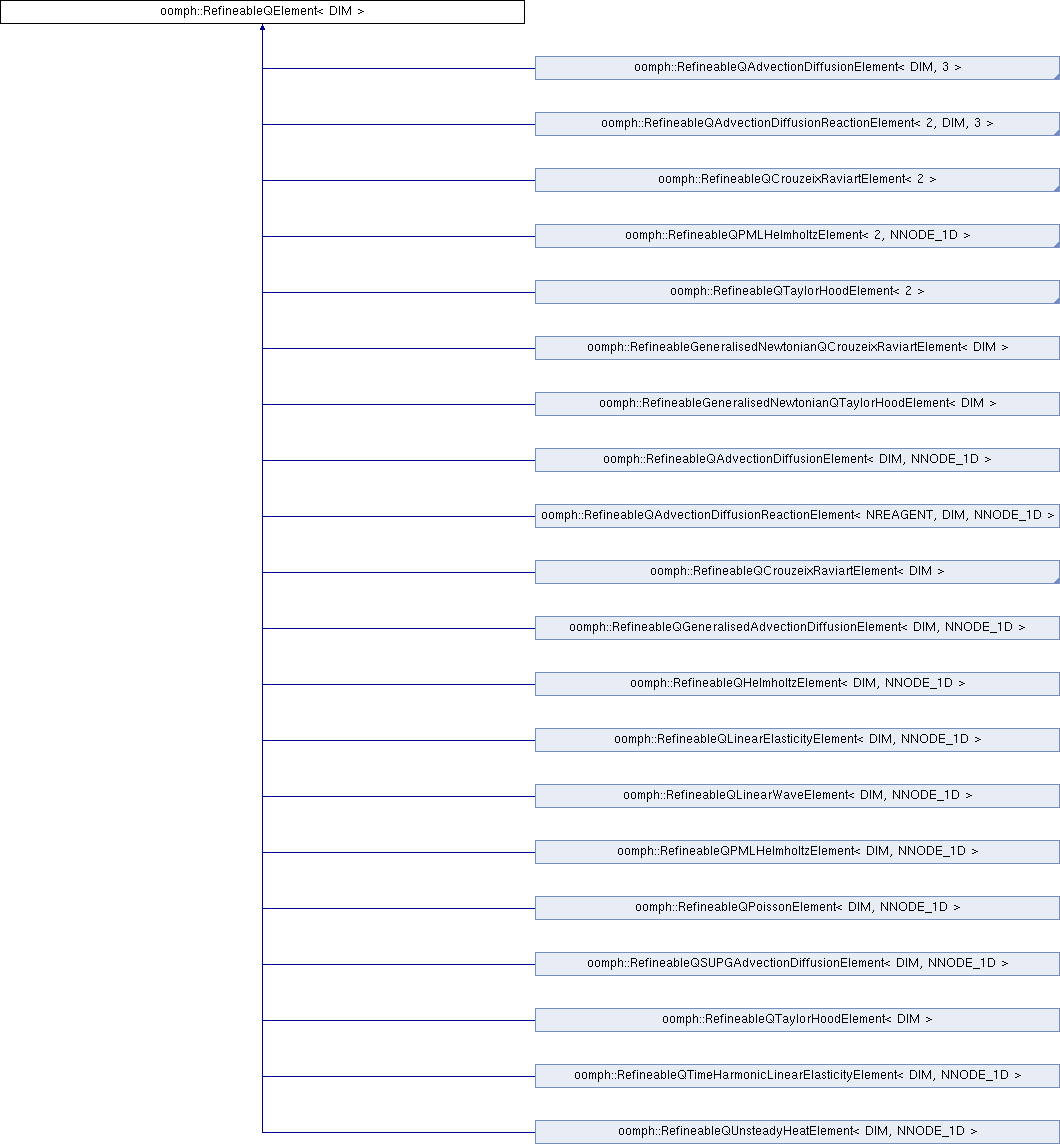 oomph::RefineableQElement< DIM >
oomph::RefineableQAdvectionDiffusionElement< DIM, 3 >
oomph::RefineableQAdvectionDiffusionReactionElement< 2, DIM, 3 >
oomph::RefineableQCrouzeixRaviartElement< 2 >
oomph::RefineableQPMLHelmholtzElement< 2, NNODE_1D >
oomph::RefineableQTaylorHoodElement< 2 >
oomph::RefineableGeneralisedNewtonianQCrouzeixRaviartElement< DIM >
oomph::RefineableGeneralisedNewtonianQTaylorHoodElement< DIM >
oomph::RefineableQAdvectionDiffusionElement< DIM, NNODE_1D >
oomph::RefineableQAdvectionDiffusionReactionElement< NREAGENT, DIM, NNODE_1D >
oomph::RefineableQCrouzeixRaviartElement< DIM >
oomph::RefineableQGeneralisedAdvectionDiffusionElement< DIM, NNODE_1D >
oomph::RefineableQHelmholtzElement< DIM, NNODE_1D >
oomph::RefineableQLinearElasticityElement< DIM, NNODE_1D >
oomph::RefineableQLinearWaveElement< DIM, NNODE_1D >
oomph::RefineableQPMLHelmholtzElement< DIM, NNODE_1D >
oomph::RefineableQPoissonElement< DIM, NNODE_1D >
oomph::RefineableQSUPGAdvectionDiffusionElement< DIM, NNODE_1D >
oomph::RefineableQTaylorHoodElement< DIM >
oomph::RefineableQTimeHarmonicLinearElasticityElement< DIM, NNODE_1D >
oomph::RefineableQUnsteadyHeatElement< DIM, NNODE_1D >